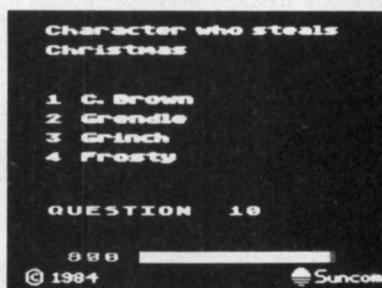 Character who steals
Christmas
1 C. Brown
2 Grendle
3 Grinch
4 Frosty
QUESTION 10
800
© 1984 Suncom